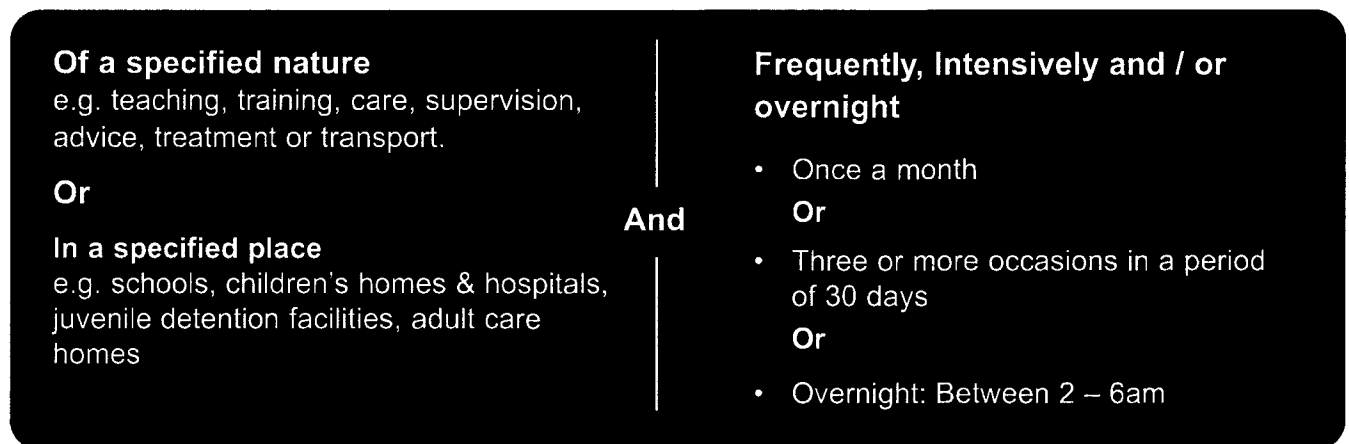 Of a specified nature
e.g. teaching, training, care, supervision,
advice, treatment or transport.
Or
In a specified place
e.g. schools, children's homes & hospitals,
juvenile detention facilities, adult care
homes
And
Frequently, Intensively and / or
overnight
• Once a month
Or
• Three or more occasions in a period
of 30 days
Or
• Overnight: Between 2 – 6am